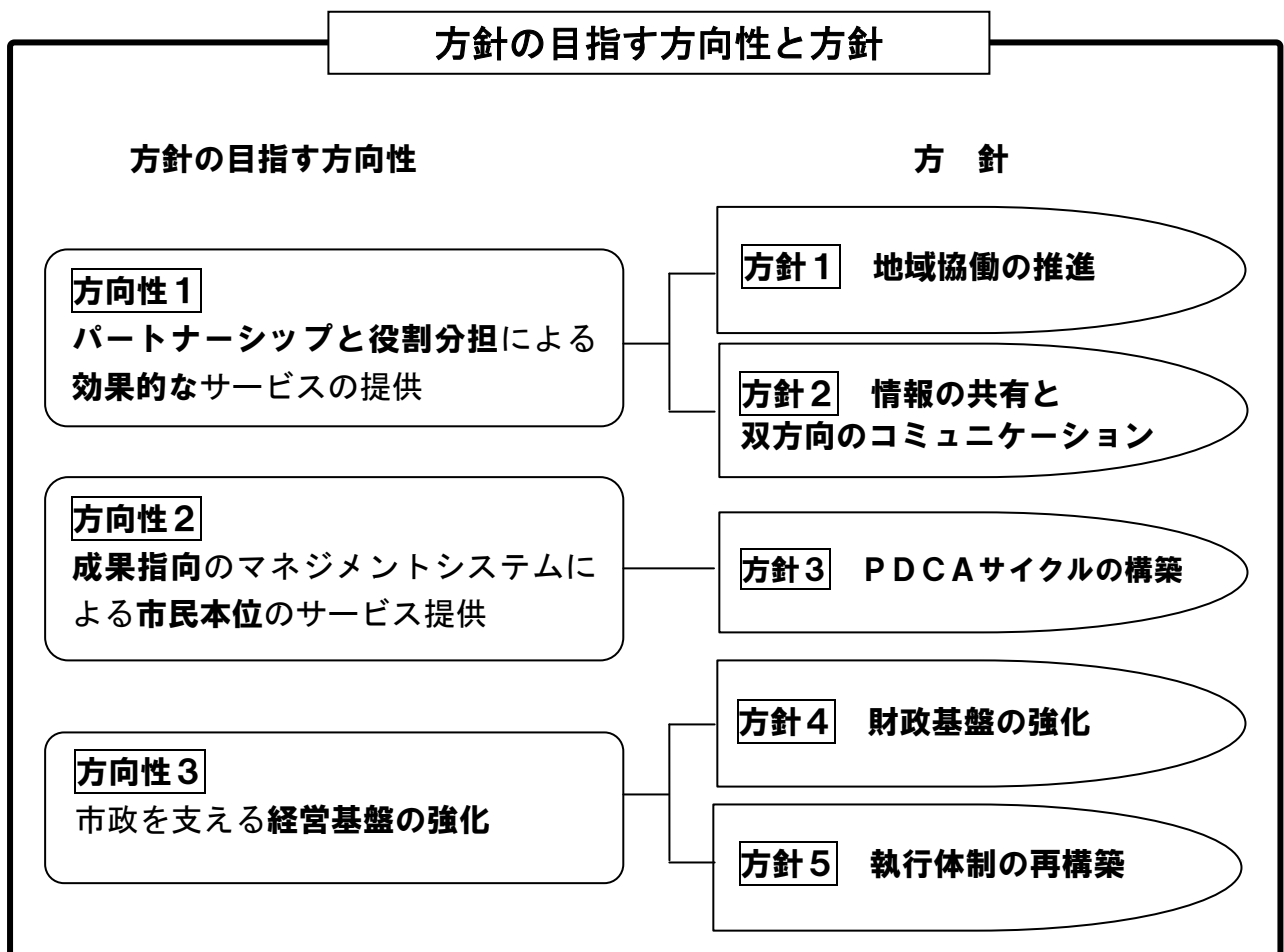 方針の目指す方向性と方針
方針の目指す方向性
方　針
方向性１
パートナーシップと役割分担による
効果的なサービスの提供
方針１　地域協働の推進
方針２　情報の共有と
双方向のコミュニケーション
方向性２
成果指向のマネジメントシステムに
よる市民本位のサービス提供
方針３　ＰＤＣＡサイクルの構築
方向性３
市政を支える経営基盤の強化
方針４　財政基盤の強化
方針５　執行体制の再構築